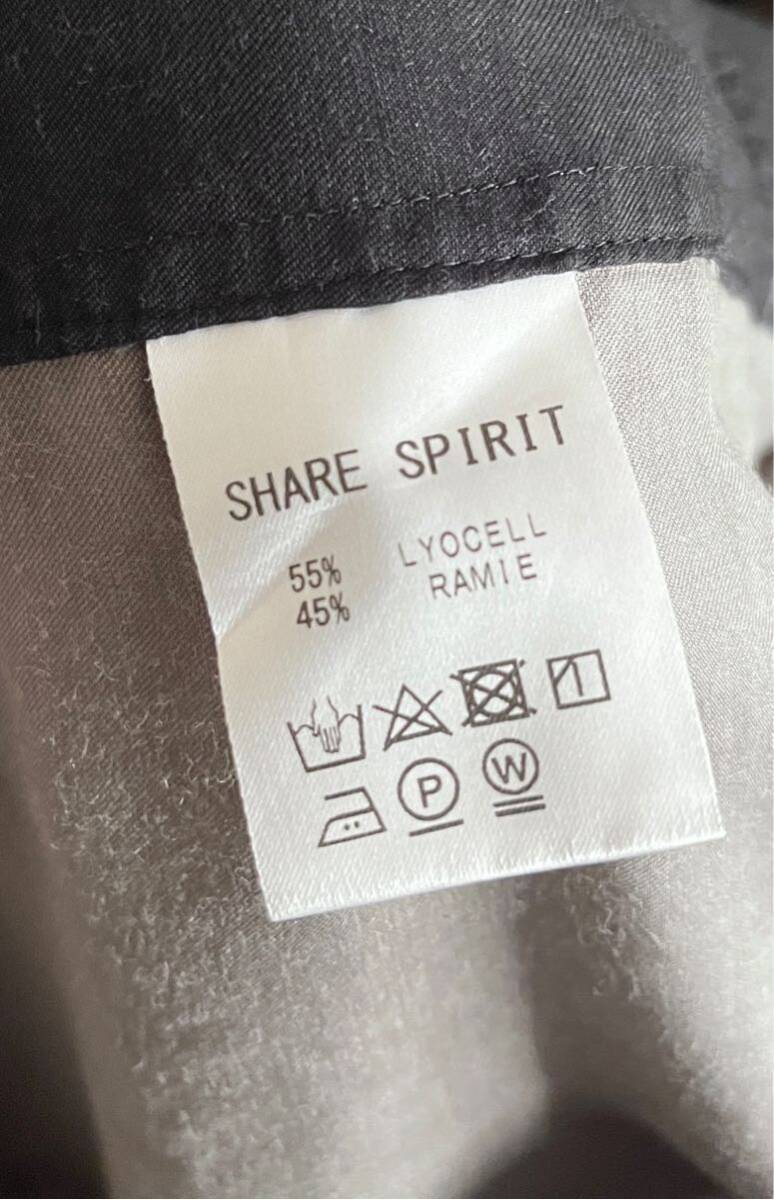 SHARE SPIRIT
55% LYOCELL
45% RAMIE
P W